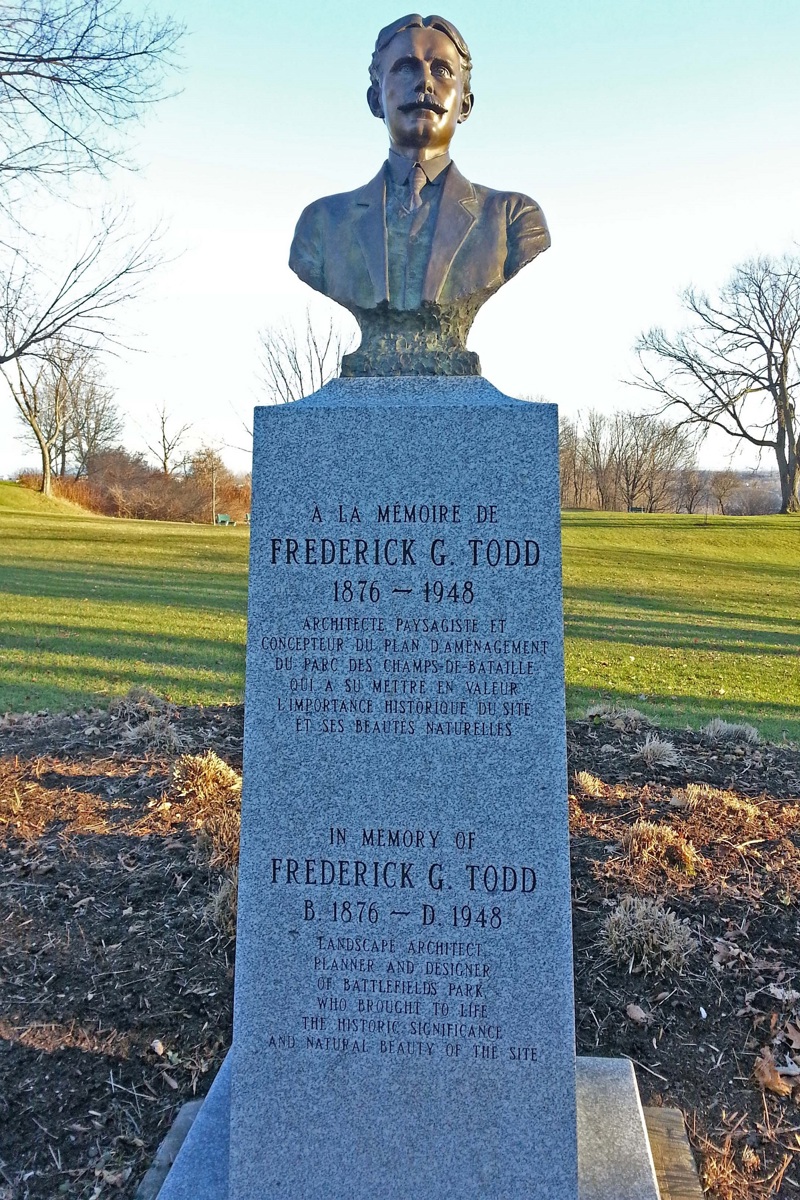 À LA MÉMOIRE DE
FREDERICK G. TODD
1876 – 1948
ARCHITECTE PAYSAGISTE ET
CONCEPTEUR DU PLAN D'AMÉNAGEMENT
DU PARC DES CHAMPS-DE-BATAILLE
QUI A SU METTRE EN VALEUR
L'IMPORTANCE HISTORIQUE DU SITE
ET SES BEAUTÉS NATURELLES
IN MEMORY OF
FREDERICK G. TODD
B. 1876 – D. 1948
LANDSCAPE ARCHITECT,
PLANNER AND DESIGNER
OF BATTLEFIELDS PARK
WHO BROUGHT TO LIFE
THE HISTORIC SIGNIFICANCE
AND NATURAL BEAUTY OF THE SITE